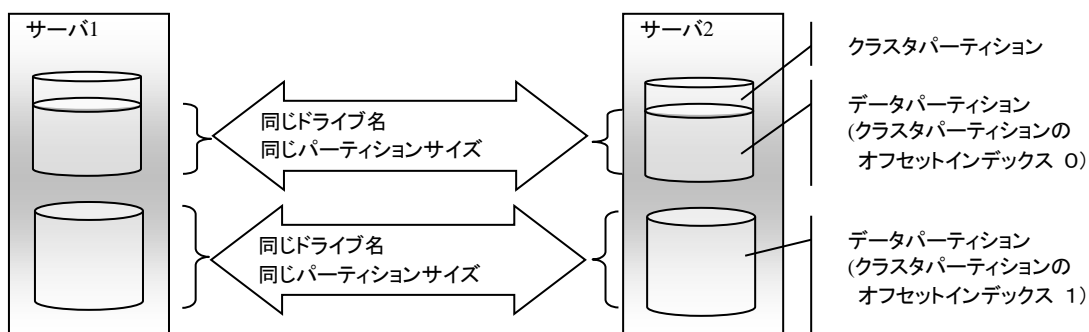 サーバ1
サーバ2
クラスタパーティション
同じドライブ名
同じパーティションサイズ
データパーティション
(クラスタパーティションの
オフセットインデックス 0)
同じドライブ名
同じパーティションサイズ
データパーティション
(クラスタパーティションの
オフセットインデックス 1)